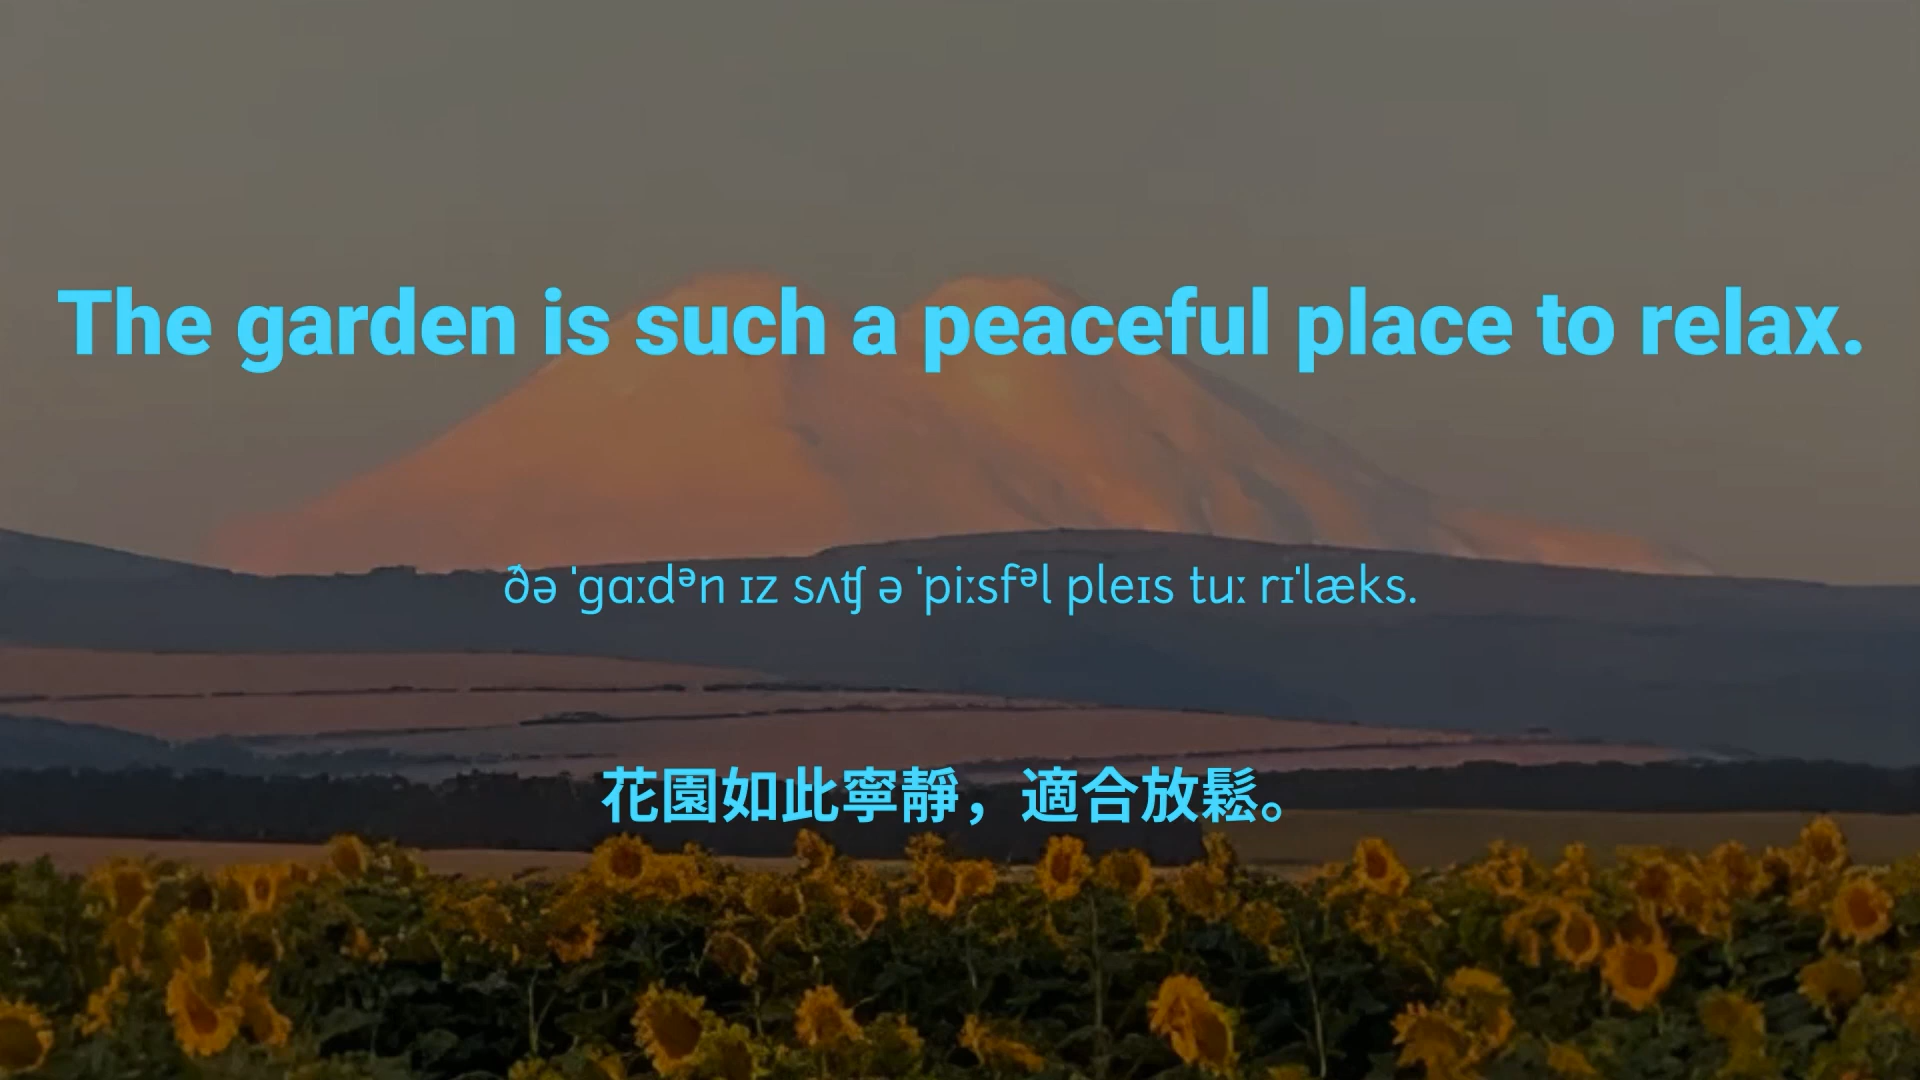 The garden is such a peaceful place to relax.
ðə ˈɡɑːdᵊn ɪz sʌʧ ə ˈpiːsfᵊl pleɪs tuː rɪˈlæks.
花園如此寧靜，適合放鬆。